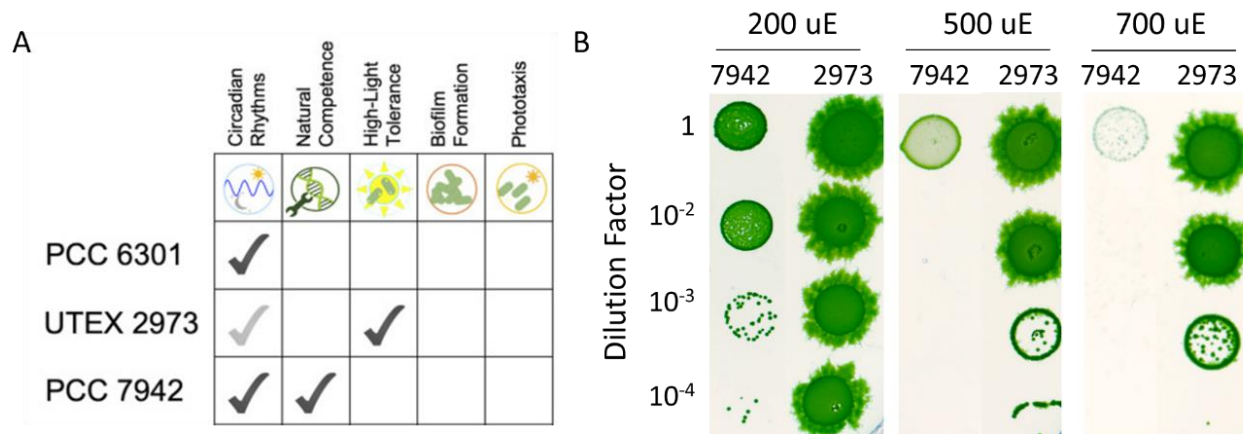 A
Circadian
Rhythms
Natural
Competence
High-Light
Tolerance
Biofilm
Formation
Phototaxis
PCC 6301
UTEX 2973
PCC 7942
B
200 uE
500 uE
700 uE
7942
2973
7942
2973
7942
2973
Dilution Factor
1
10⁻²
10⁻³
10⁻⁴